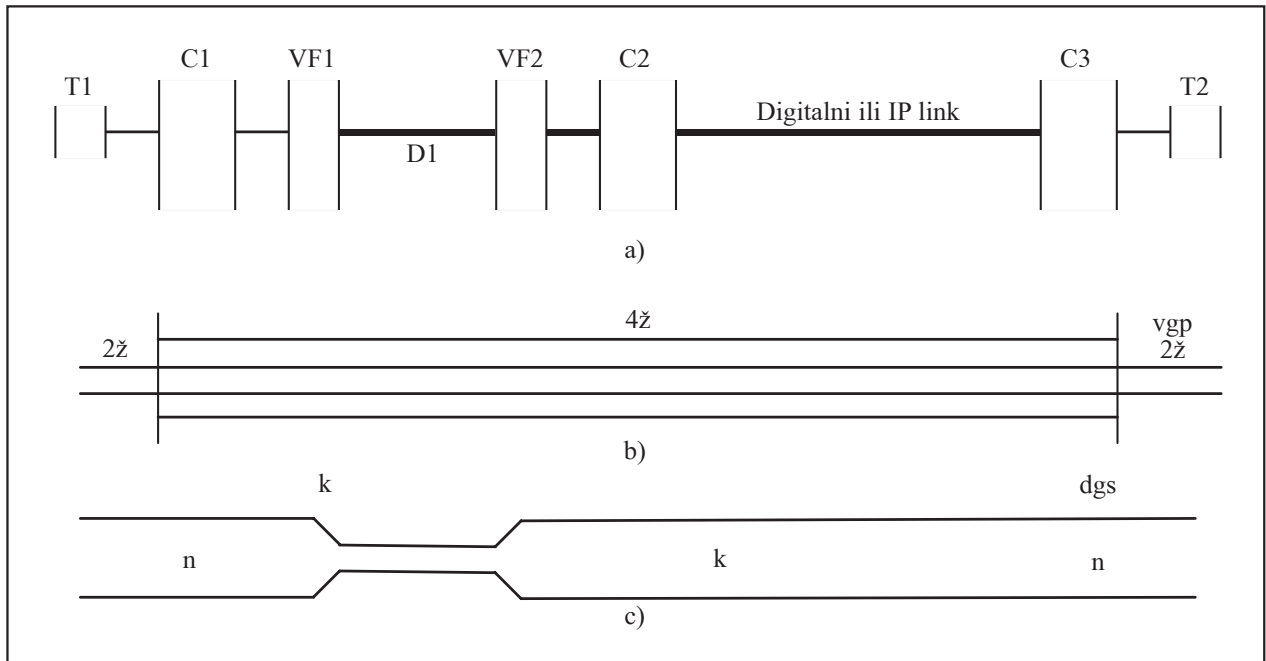 C1 VF1 VF2 C2 C3
T1 T2
Digitalni ili IP link
D1
a)
4ž vgp
2ž 2ž
b)
k dgs
n k n
c)